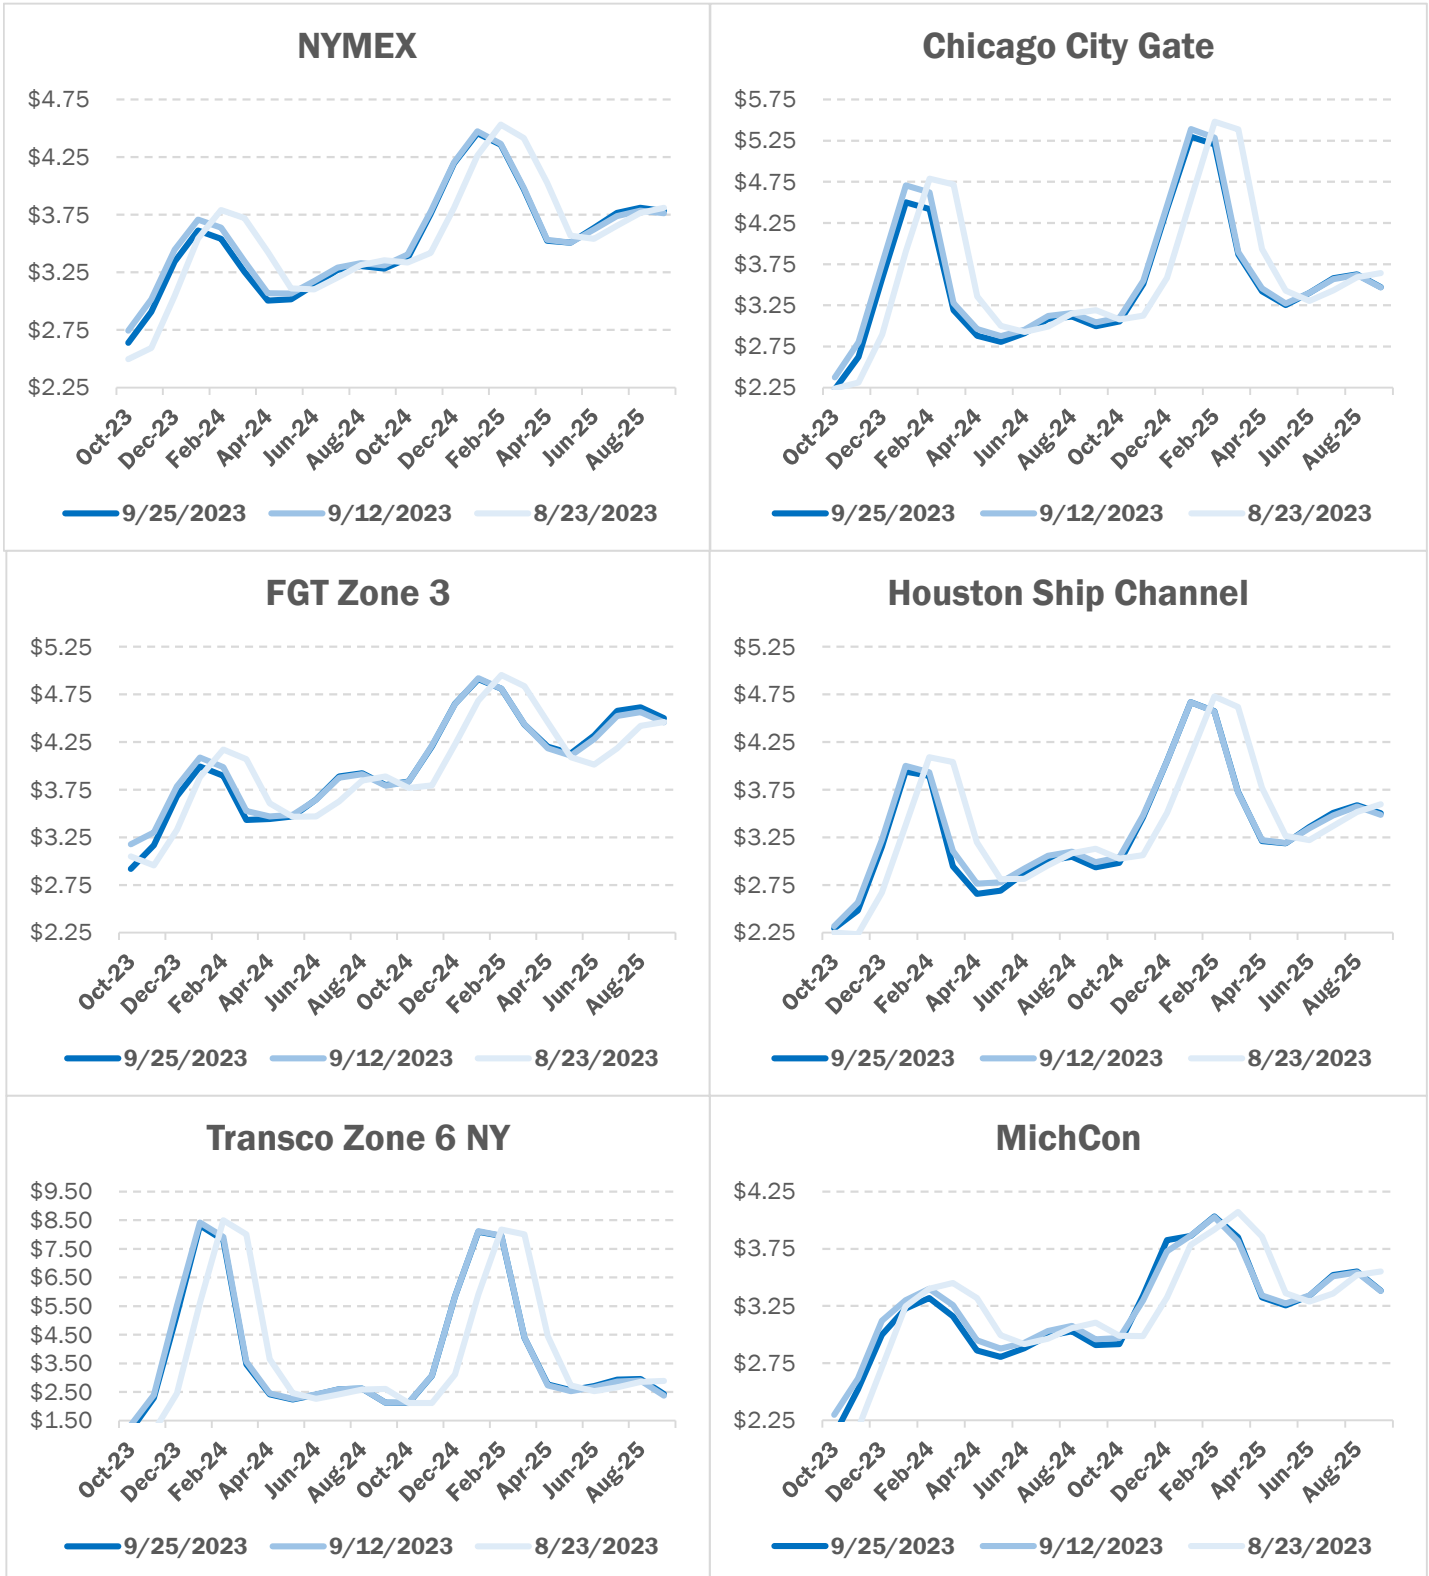 NYMEX
$4.75
$4.25
$3.75
$3.25
$2.75
$2.25
Oct-23 Dec-23 Feb-24 Apr-24 Jun-24 Aug-24 Oct-24 Dec-24 Feb-25 Apr-25 Jun-25 Aug-25
9/25/2023 9/12/2023 8/23/2023
Chicago City Gate
$5.75
$5.25
$4.75
$4.25
$3.75
$3.25
$2.75
$2.25
Oct-23 Dec-23 Feb-24 Apr-24 Jun-24 Aug-24 Oct-24 Dec-24 Feb-25 Apr-25 Jun-25 Aug-25
9/25/2023 9/12/2023 8/23/2023
FGT Zone 3
$5.25
$4.75
$4.25
$3.75
$3.25
$2.75
$2.25
Oct-23 Dec-23 Feb-24 Apr-24 Jun-24 Aug-24 Oct-24 Dec-24 Feb-25 Apr-25 Jun-25 Aug-25
9/25/2023 9/12/2023 8/23/2023
Houston Ship Channel
$5.25
$4.75
$4.25
$3.75
$3.25
$2.75
$2.25
Oct-23 Dec-23 Feb-24 Apr-24 Jun-24 Aug-24 Oct-24 Dec-24 Feb-25 Apr-25 Jun-25 Aug-25
9/25/2023 9/12/2023 8/23/2023
Transco Zone 6 NY
$9.50
$8.50
$7.50
$6.50
$5.50
$4.50
$3.50
$2.50
$1.50
Oct-23 Dec-23 Feb-24 Apr-24 Jun-24 Aug-24 Oct-24 Dec-24 Feb-25 Apr-25 Jun-25 Aug-25
9/25/2023 9/12/2023 8/23/2023
MichCon
$4.25
$3.75
$3.25
$2.75
$2.25
Oct-23 Dec-23 Feb-24 Apr-24 Jun-24 Aug-24 Oct-24 Dec-24 Feb-25 Apr-25 Jun-25 Aug-25
9/25/2023 9/12/2023 8/23/2023